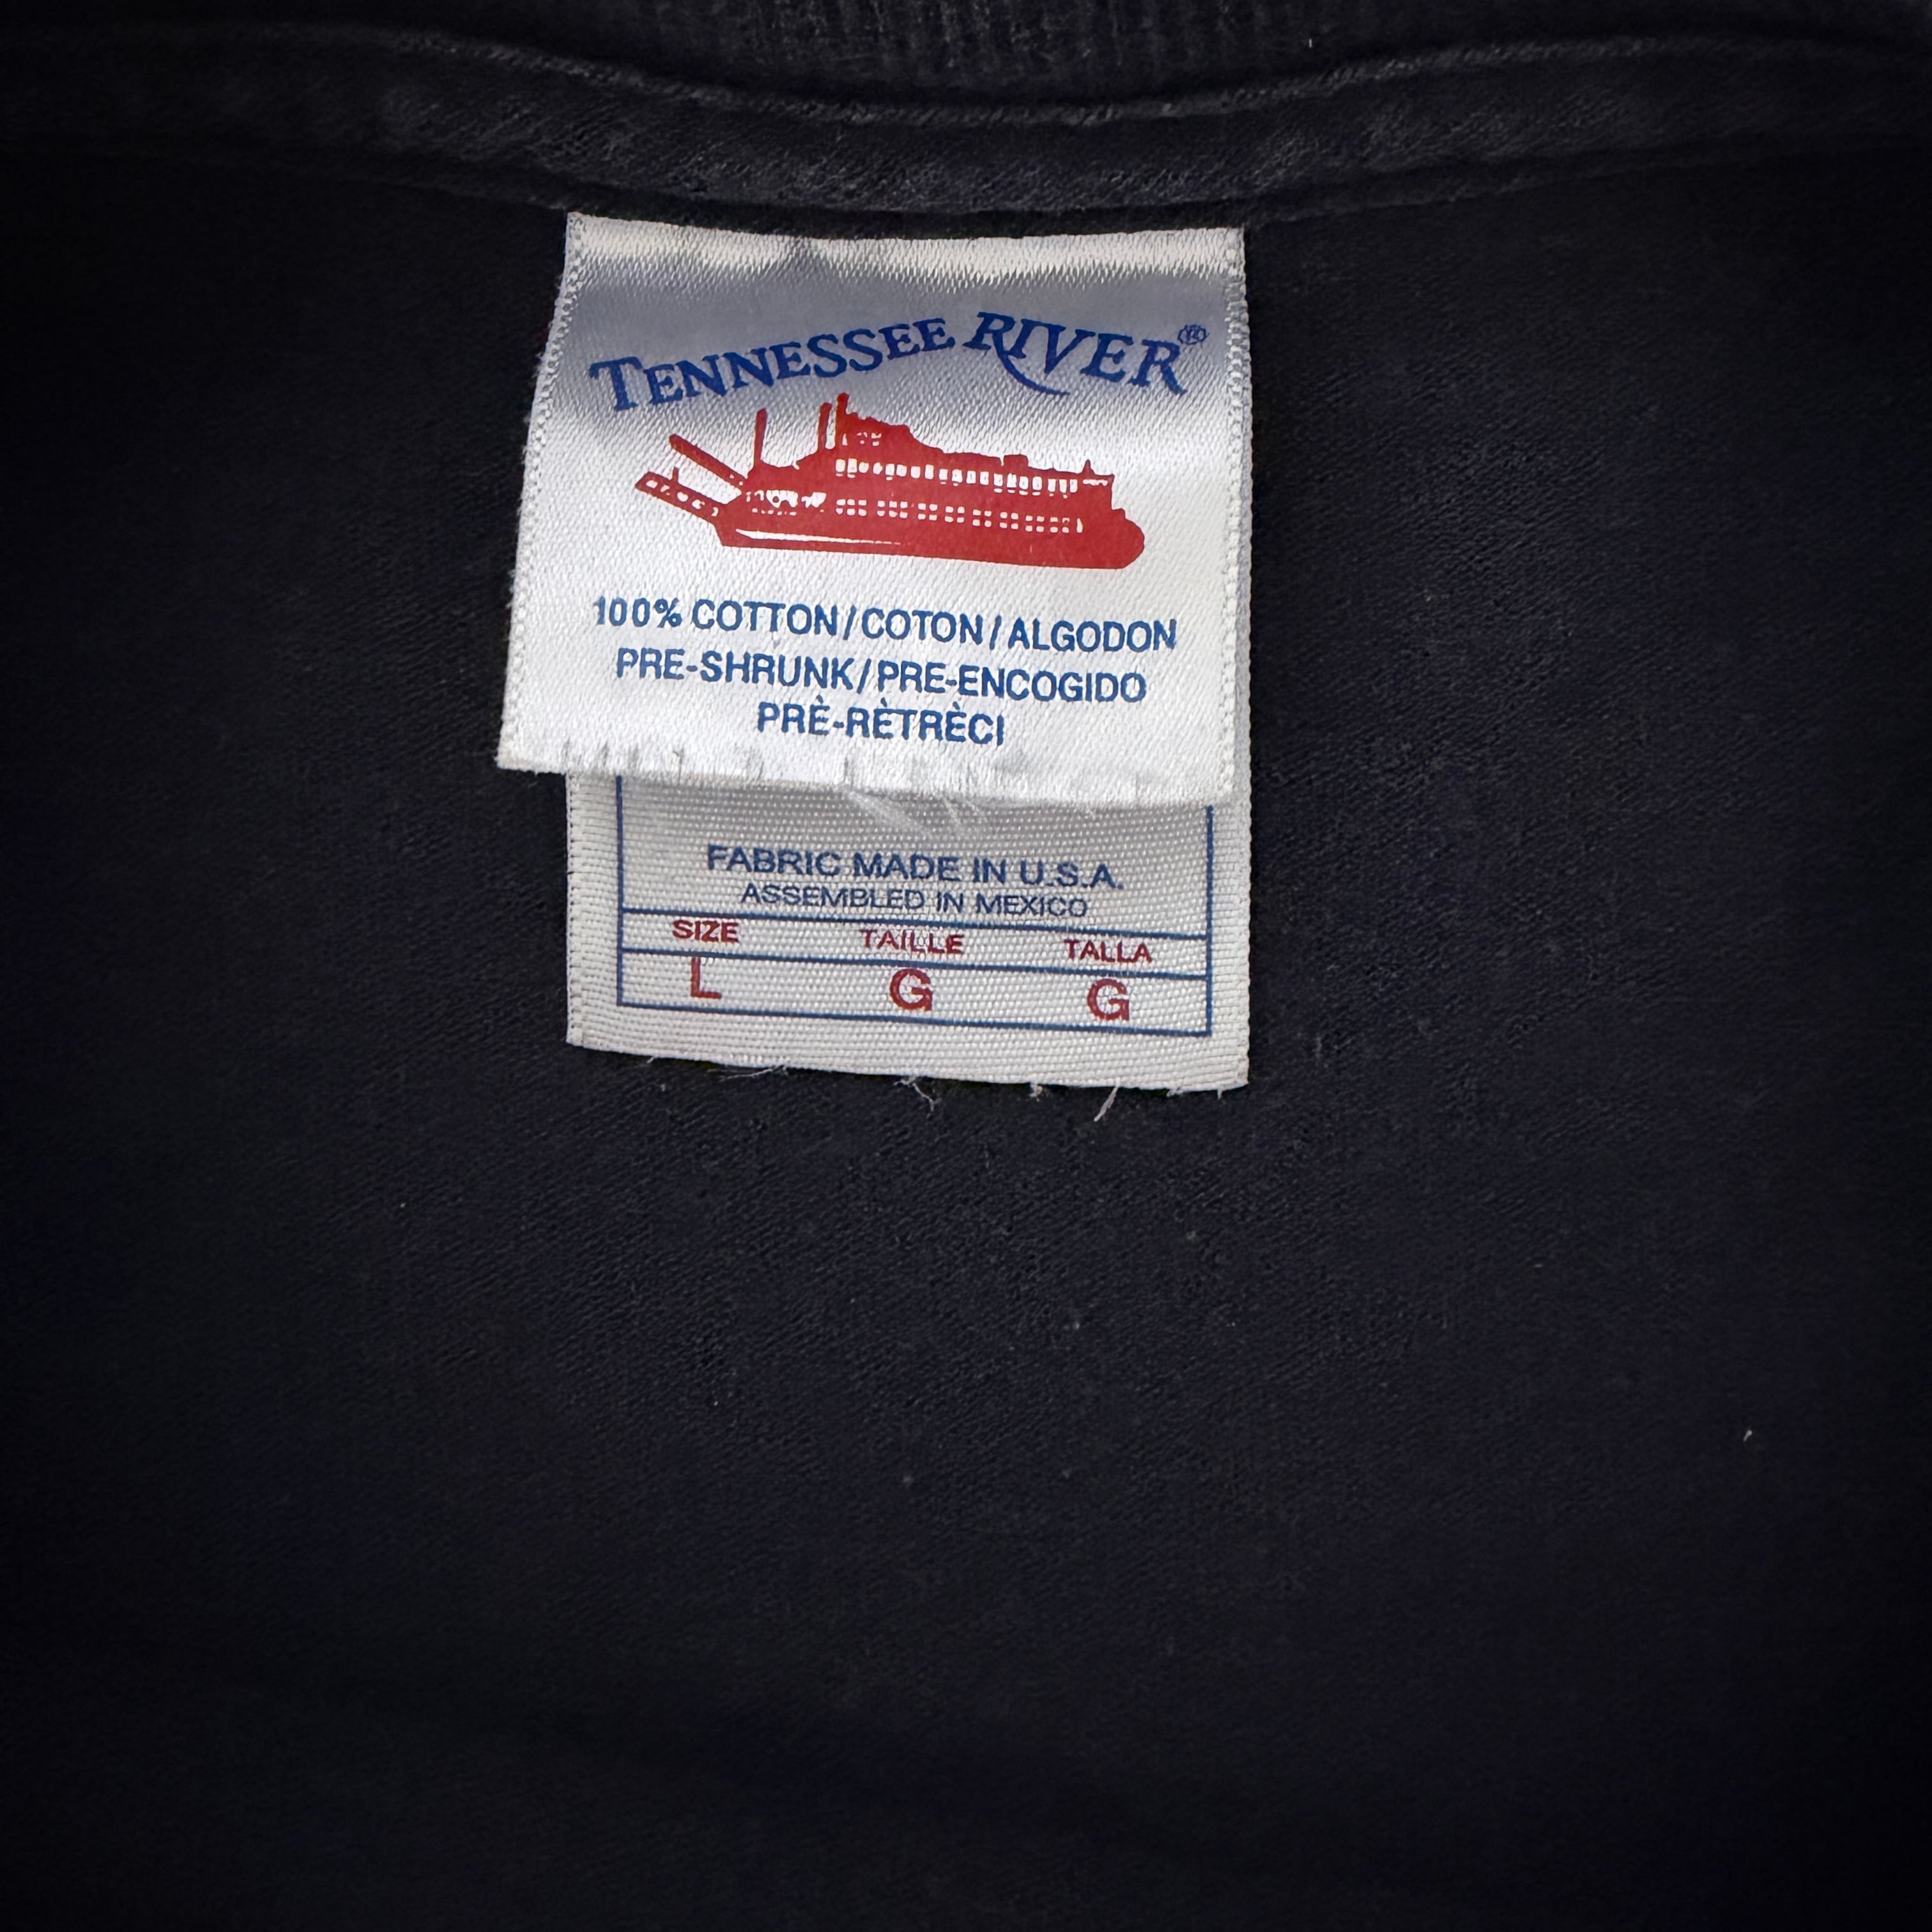 TENNESSEE RIVER®
100% COTTON/COTON/ALGODON
PRE-SHRUNK/PRE-ENCOGIDO
PRÈ-RÈTRÈCI
FABRIC MADE IN U.S.A.
ASSEMBLED IN MEXICO
SIZE TAILLE TALLA
L G G